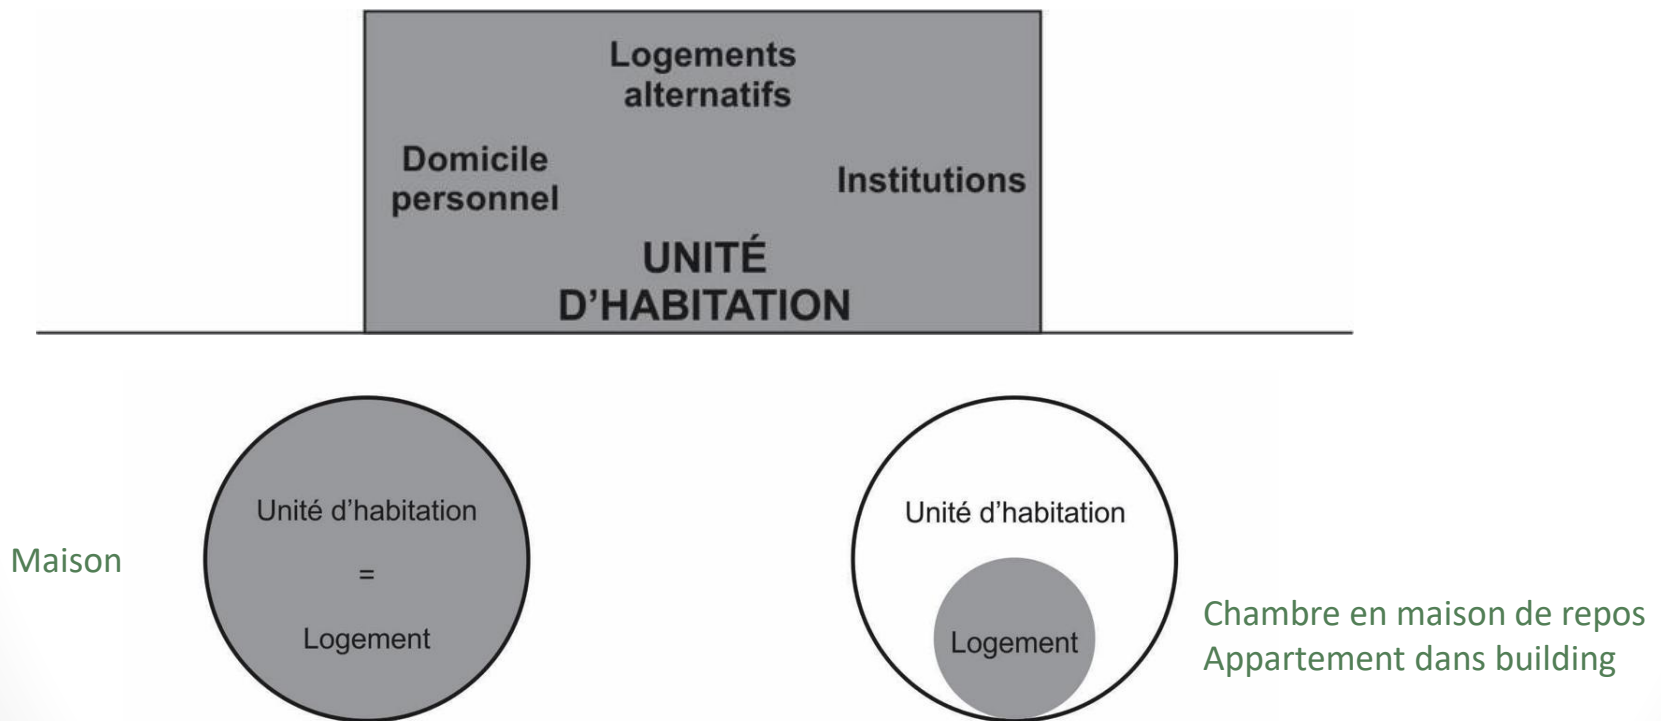 Logements
alternatifs
Domicile
personnel
Institutions
UNITÉ
D’HABITATION
Maison
Unité d’habitation
=
Logement
Unité d’habitation
Logement
Chambre en maison de repos
Appartement dans building